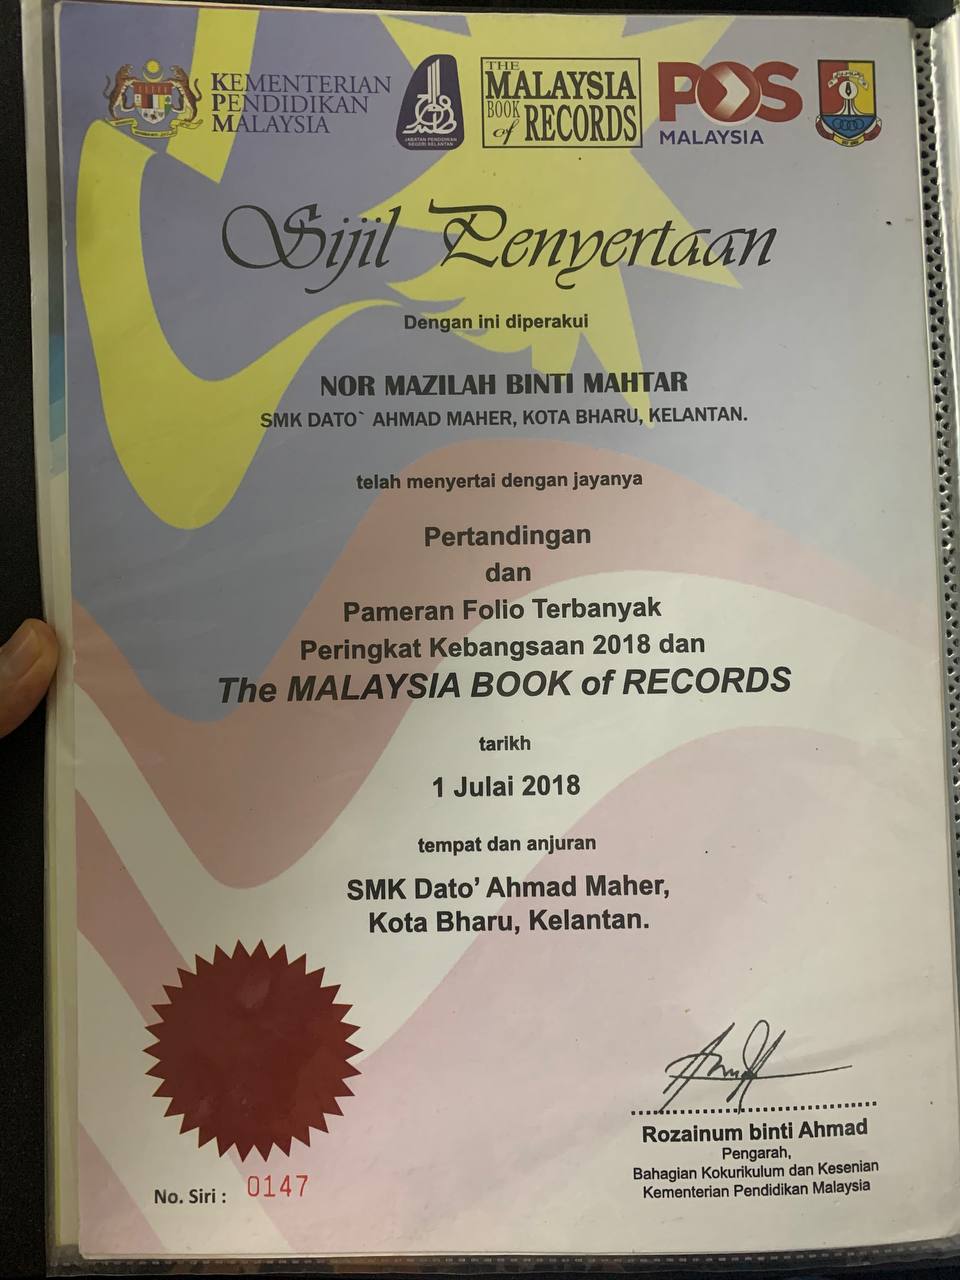 KEMENTERIAN
PENDIDIKAN
MALAYSIA
JABATAN PENDIDIKAN
NEGERI KELANTAN
THE
MALAYSIA
BOOK
of RECORDS
POS
MALAYSIA
Sijil Penyertaan
Dengan ini diperakui
NOR MAZILAH BINTI MAHTAR
SMK DATO` AHMAD MAHER, KOTA BHARU, KELANTAN.
telah menyertai dengan jayanya
Pertandingan
dan
Pameran Folio Terbanyak
Peringkat Kebangsaan 2018 dan
The MALAYSIA BOOK of RECORDS
tarikh
1 Julai 2018
tempat dan anjuran
SMK Dato’ Ahmad Maher,
Kota Bharu, Kelantan.
Rozainum binti Ahmad
Pengarah,
Bahagian Kokurikulum dan Kesenian
Kementerian Pendidikan Malaysia
No. Siri : 0147